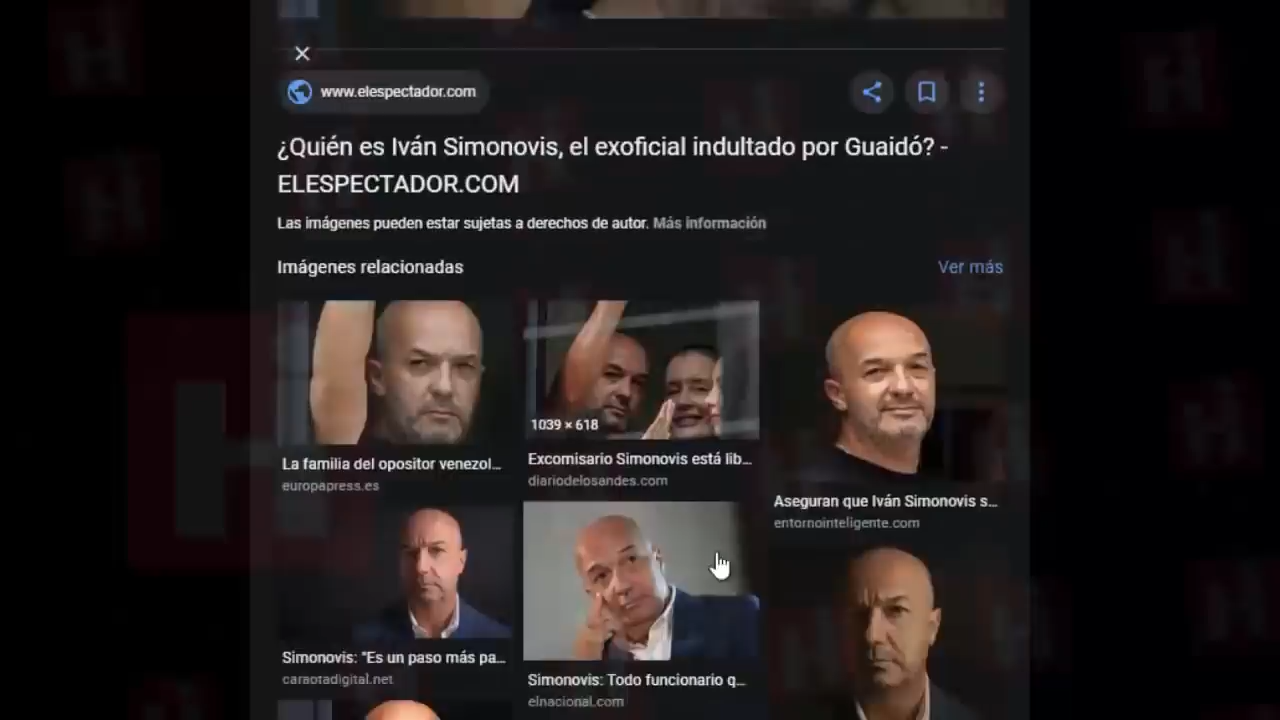 www.elespectador.com
¿Quién es Iván Simonovis, el exoficial indultado por Guaidó? -
ELESPECTADOR.COM
Las imágenes pueden estar sujetas a derechos de autor. Más información
Imágenes relacionadas
Ver más
1039 × 618
La familia del opositor venezol...
europapress.es
Excomisario Simonovis está lib...
diariodelosandes.com
Aseguran que Iván Simonovis s...
entornointeligente.com
Simonovis: "Es un paso más pa...
caraotadigital.net
Simonovis: Todo funcionario q...
elnacional.com